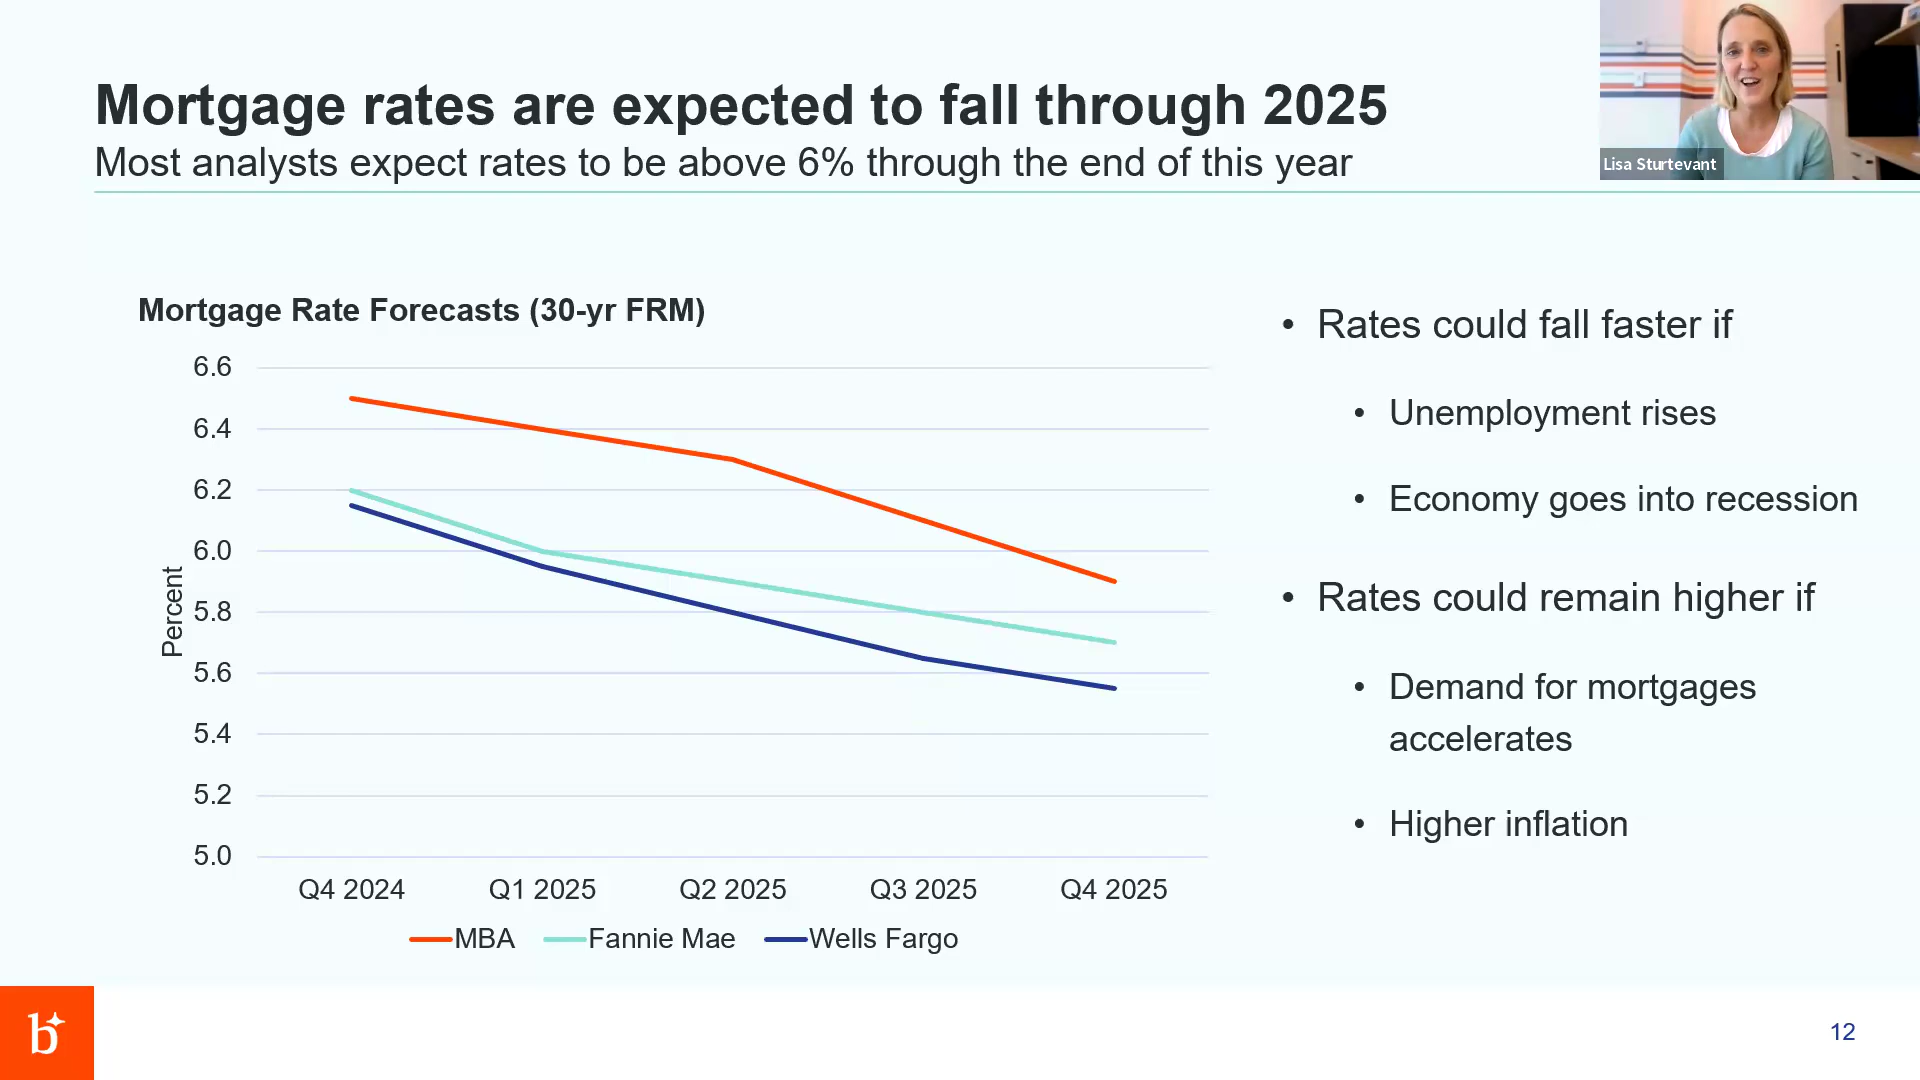 Mortgage rates are expected to fall through 2025
Most analysts expect rates to be above 6% through the end of this year
Lisa Sturtevant
Mortgage Rate Forecasts (30-yr FRM)
Percent
6.6
6.4
6.2
6.0
5.8
5.6
5.4
5.2
5.0
Q4 2024 Q1 2025 Q2 2025 Q3 2025 Q4 2025
MBA Fannie Mae Wells Fargo
• Rates could fall faster if
• Unemployment rises
• Economy goes into recession
• Rates could remain higher if
• Demand for mortgages
accelerates
• Higher inflation
b
12